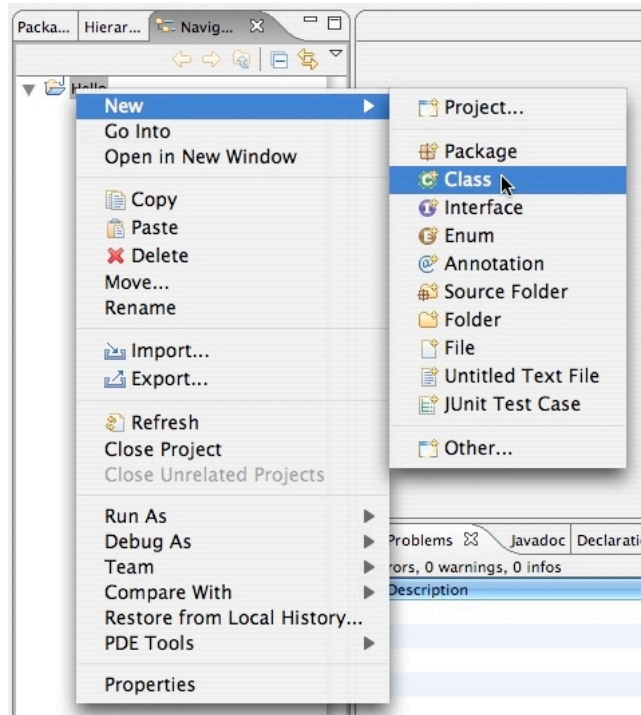 Packa...
Hierar...
Navig...
Hello
New
Go Into
Open in New Window
Copy
Paste
Delete
Move...
Rename
Import...
Export...
Refresh
Close Project
Close Unrelated Projects
Run As
Debug As
Team
Compare With
Restore from Local History...
PDE Tools
Properties
Project...
Package
Class
Interface
Enum
Annotation
Source Folder
Folder
File
Untitled Text File
JUnit Test Case
Other...
Problems
Javadoc
Declarati
rors, 0 warnings, 0 infos
Description